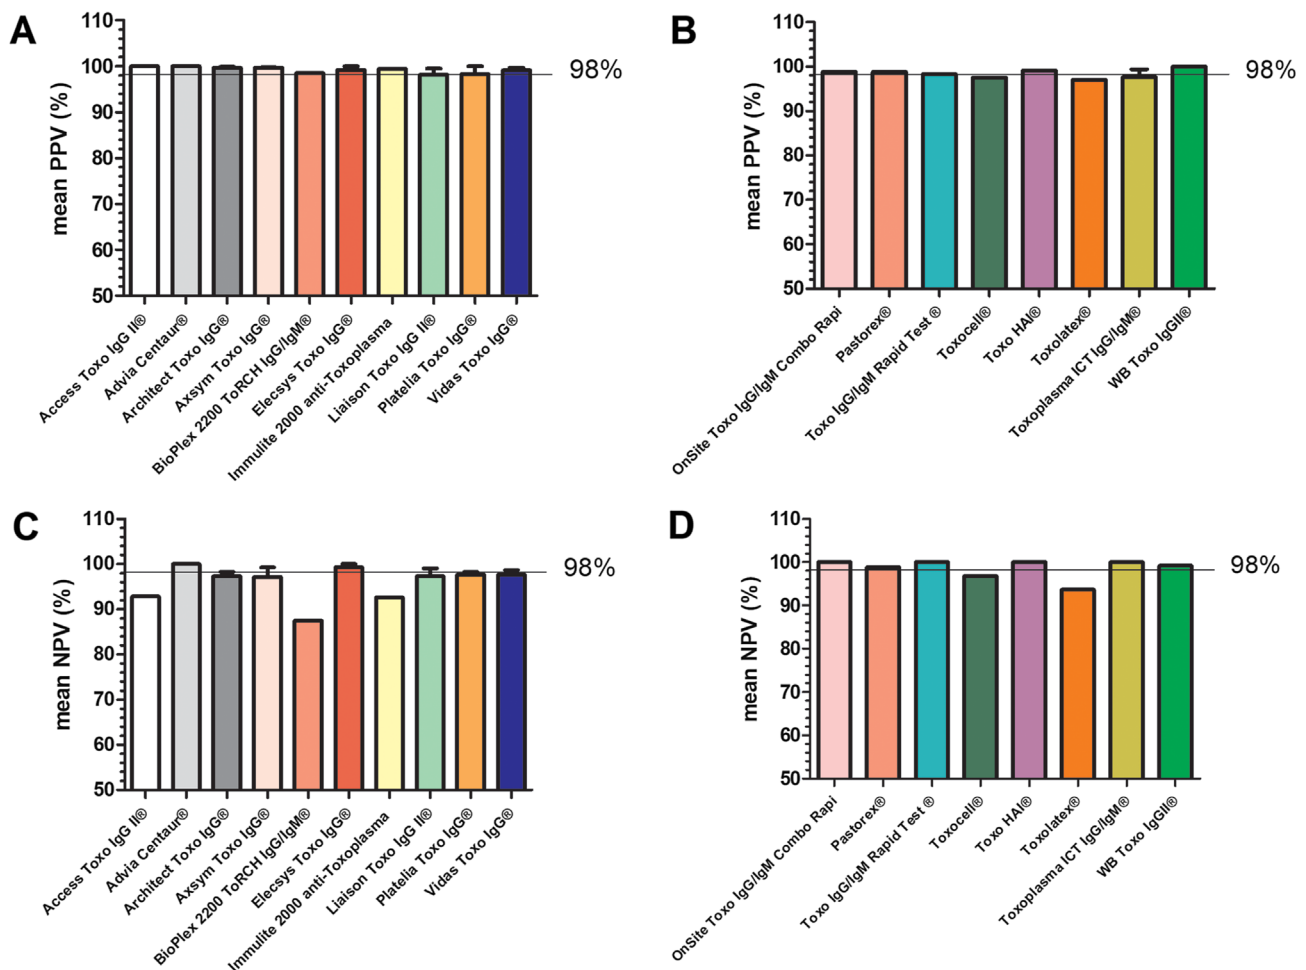 A
mean PPV (%)
110
100
90
80
70
60
50
98%
Access Toxo IgG II®
Advia Centaur®
Architect Toxo IgG®
Axsym Toxo IgG®
BioPlex 2200 ToRCH IgG/IgM®
Elecsys Toxo IgG®
Immulite 2000 anti-Toxoplasma
Liaison Toxo IgG II®
Platelia Toxo IgG®
Vidas Toxo IgG®
B
mean PPV (%)
110
100
90
80
70
60
50
98%
OnSite Toxo IgG/IgM Combo Rapi
Pastorex®
Toxo IgG/IgM Rapid Test ®
Toxocell®
Toxo HAI®
Toxolatex®
Toxoplasma ICT IgG/IgM®
WB Toxo IgGII®
C
mean NPV (%)
110
100
90
80
70
60
50
98%
Access Toxo IgG II®
Advia Centaur®
Architect Toxo IgG®
Axsym Toxo IgG®
BioPlex 2200 ToRCH IgG/IgM®
Elecsys Toxo IgG®
Immulite 2000 anti-Toxoplasma
Liaison Toxo IgG II®
Platelia Toxo IgG®
Vidas Toxo IgG®
D
mean NPV (%)
110
100
90
80
70
60
50
98%
OnSite Toxo IgG/IgM Combo Rapi
Pastorex®
Toxo IgG/IgM Rapid Test ®
Toxocell®
Toxo HAI®
Toxolatex®
Toxoplasma ICT IgG/IgM®
WB Toxo IgGII®